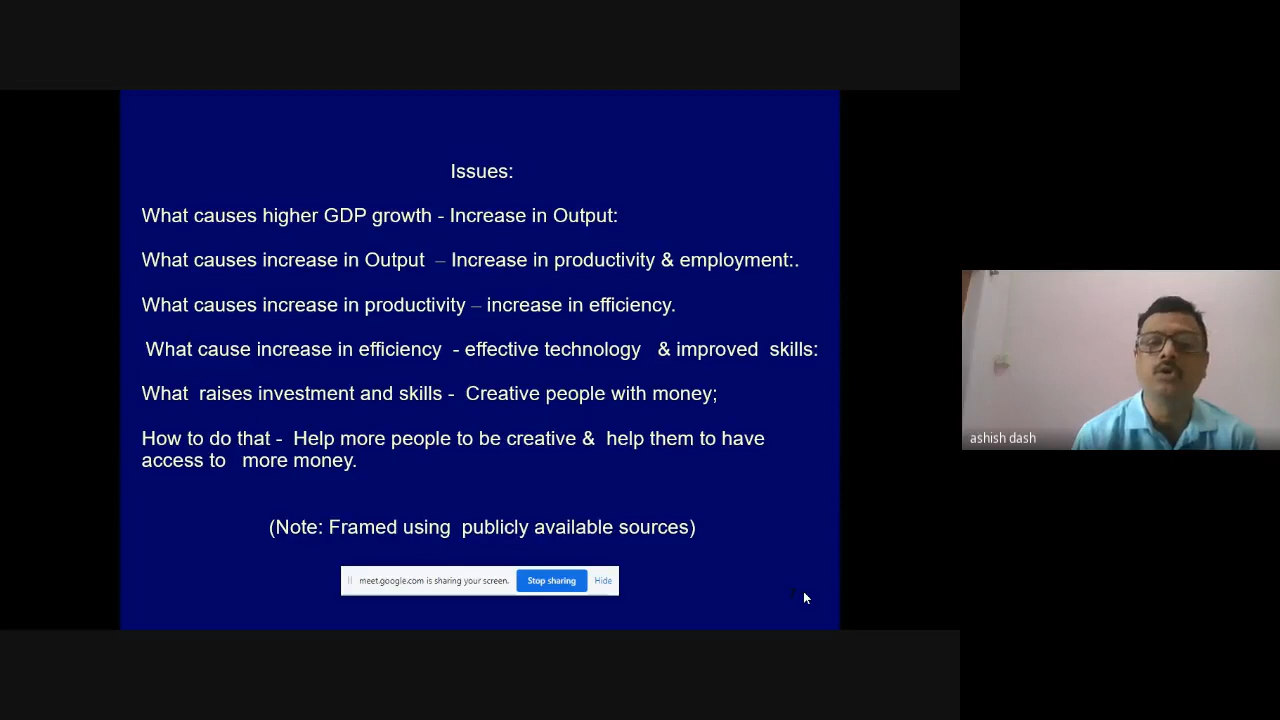 Issues:
What causes higher GDP growth - Increase in Output:
What causes increase in Output – Increase in productivity & employment:.
What causes increase in productivity – increase in efficiency.
What cause increase in efficiency - effective technology & improved skills:
What raises investment and skills - Creative people with money;
How to do that - Help more people to be creative & help them to have
access to more money.
(Note: Framed using publicly available sources)
meet.google.com is sharing your screen. Stop sharing Hide
ashish dash